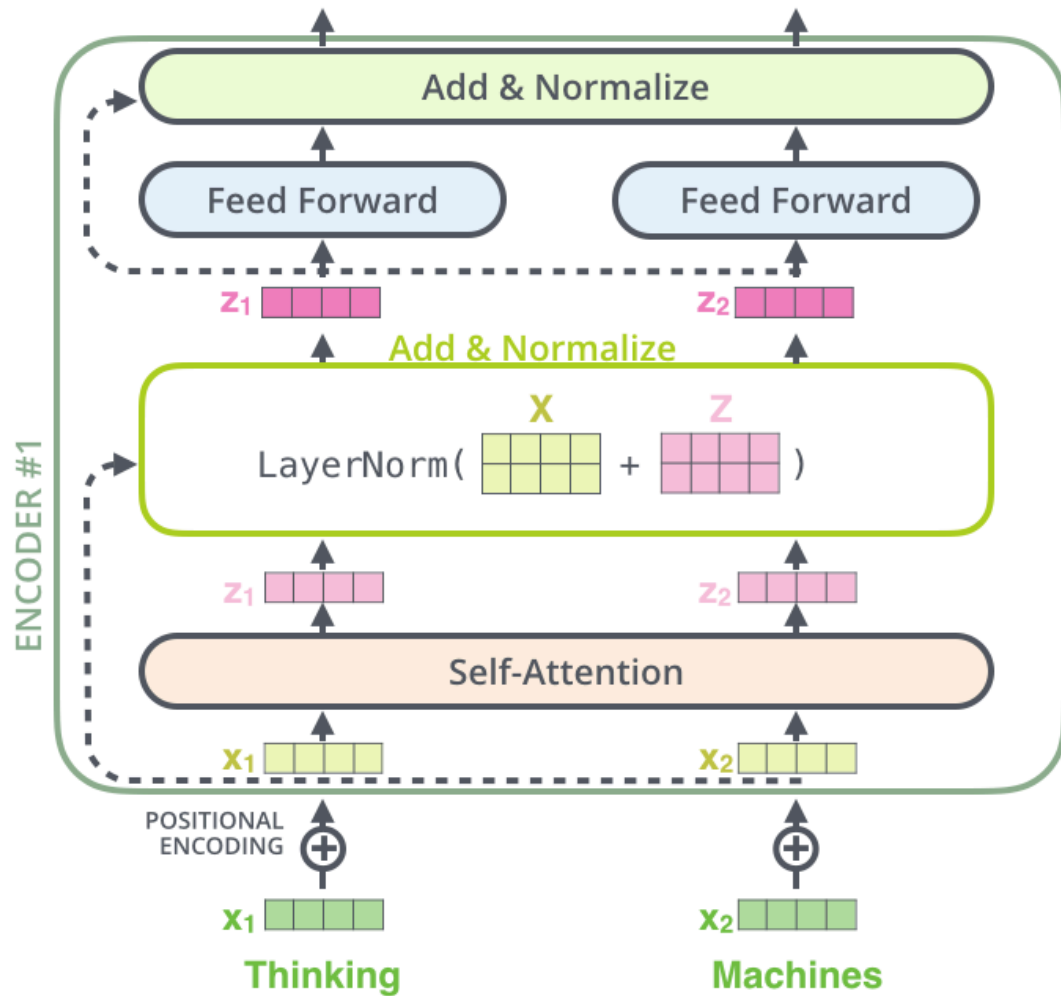 Add & Normalize
Feed Forward
Feed Forward
z₁
z₂
Add & Normalize
X
Z
LayerNorm( + )
ENCODER #1
z₁
z₂
Self-Attention
x₁
x₂
POSITIONAL
ENCODING
x₁
x₂
Thinking
Machines